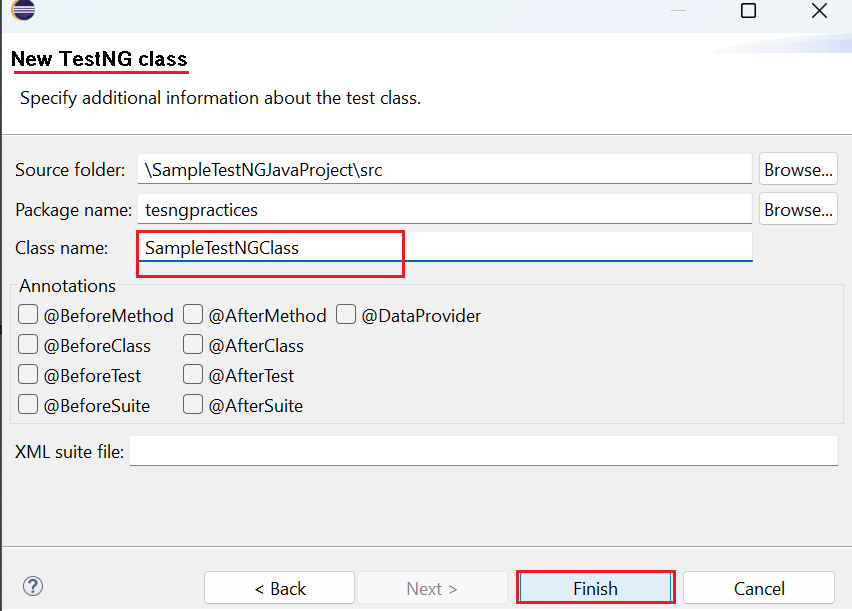 New TestNG class
Specify additional information about the test class.
Source folder: \SampleTestNGJavaProject\src Browse...
Package name: tesngpractices Browse...
Class name: SampleTestNGClass
Annotations
@BeforeMethod @AfterMethod @DataProvider
@BeforeClass @AfterClass
@BeforeTest @AfterTest
@BeforeSuite @AfterSuite
XML suite file:
? < Back Next > Finish Cancel